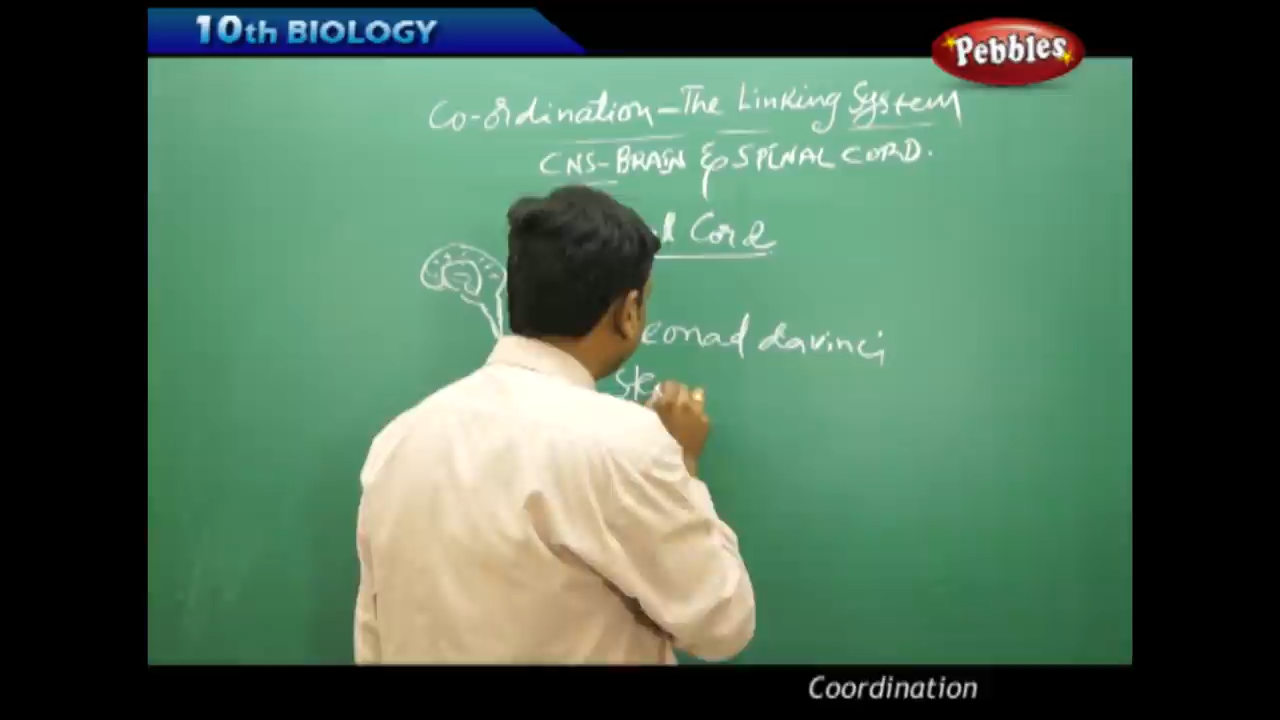 10th BIOLOGY
Pebbles
Co-ordination - The Linking System
CNS - BRAIN & SPINAL CORD.
Cord
eonad davinci
Coordination